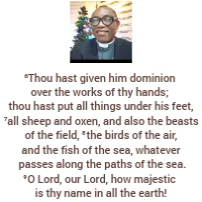 ⁶Thou hast given him dominion
over the works of thy hands;
thou hast put all things under his feet,
⁷all sheep and oxen, and also the beasts
of the field, ⁸the birds of the air,
and the fish of the sea, whatever
passes along the paths of the sea.
⁹O Lord, our Lord, how majestic
is thy name in all the earth!